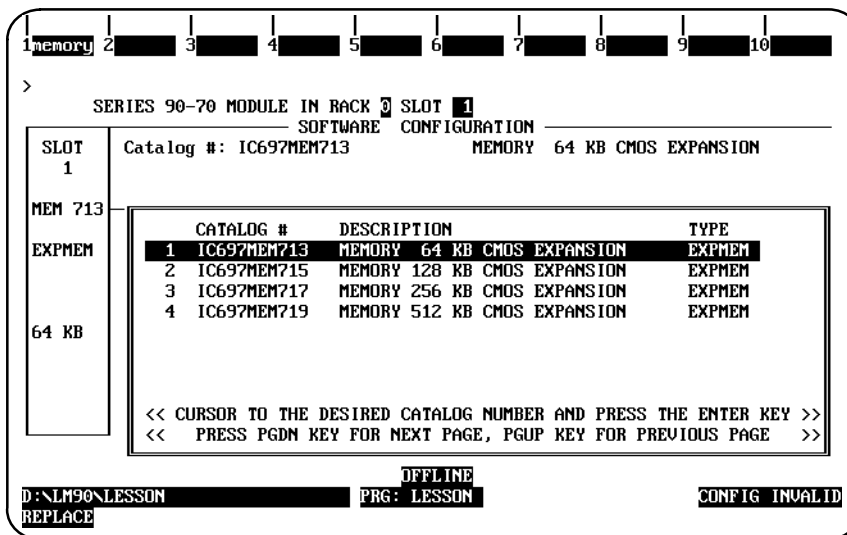 1memory 2 3 4 5 6 7 8 9 10
>
SERIES 90-70 MODULE IN RACK 0 SLOT 1
SOFTWARE CONFIGURATION
SLOT Catalog #: IC697MEM713 MEMORY 64 KB CMOS EXPANSION
1
MEM 713
CATALOG # DESCRIPTION TYPE
EXPMEM 1 IC697MEM713 MEMORY 64 KB CMOS EXPANSION EXPMEM
2 IC697MEM715 MEMORY 128 KB CMOS EXPANSION EXPMEM
3 IC697MEM717 MEMORY 256 KB CMOS EXPANSION EXPMEM
4 IC697MEM719 MEMORY 512 KB CMOS EXPANSION EXPMEM
64 KB
<< CURSOR TO THE DESIRED CATALOG NUMBER AND PRESS THE ENTER KEY >>
<< PRESS PGDN KEY FOR NEXT PAGE, PGUP KEY FOR PREVIOUS PAGE >>
OFFLINE
D:\LM90\LESSON PRG: LESSON CONFIG INVALID
REPLACE